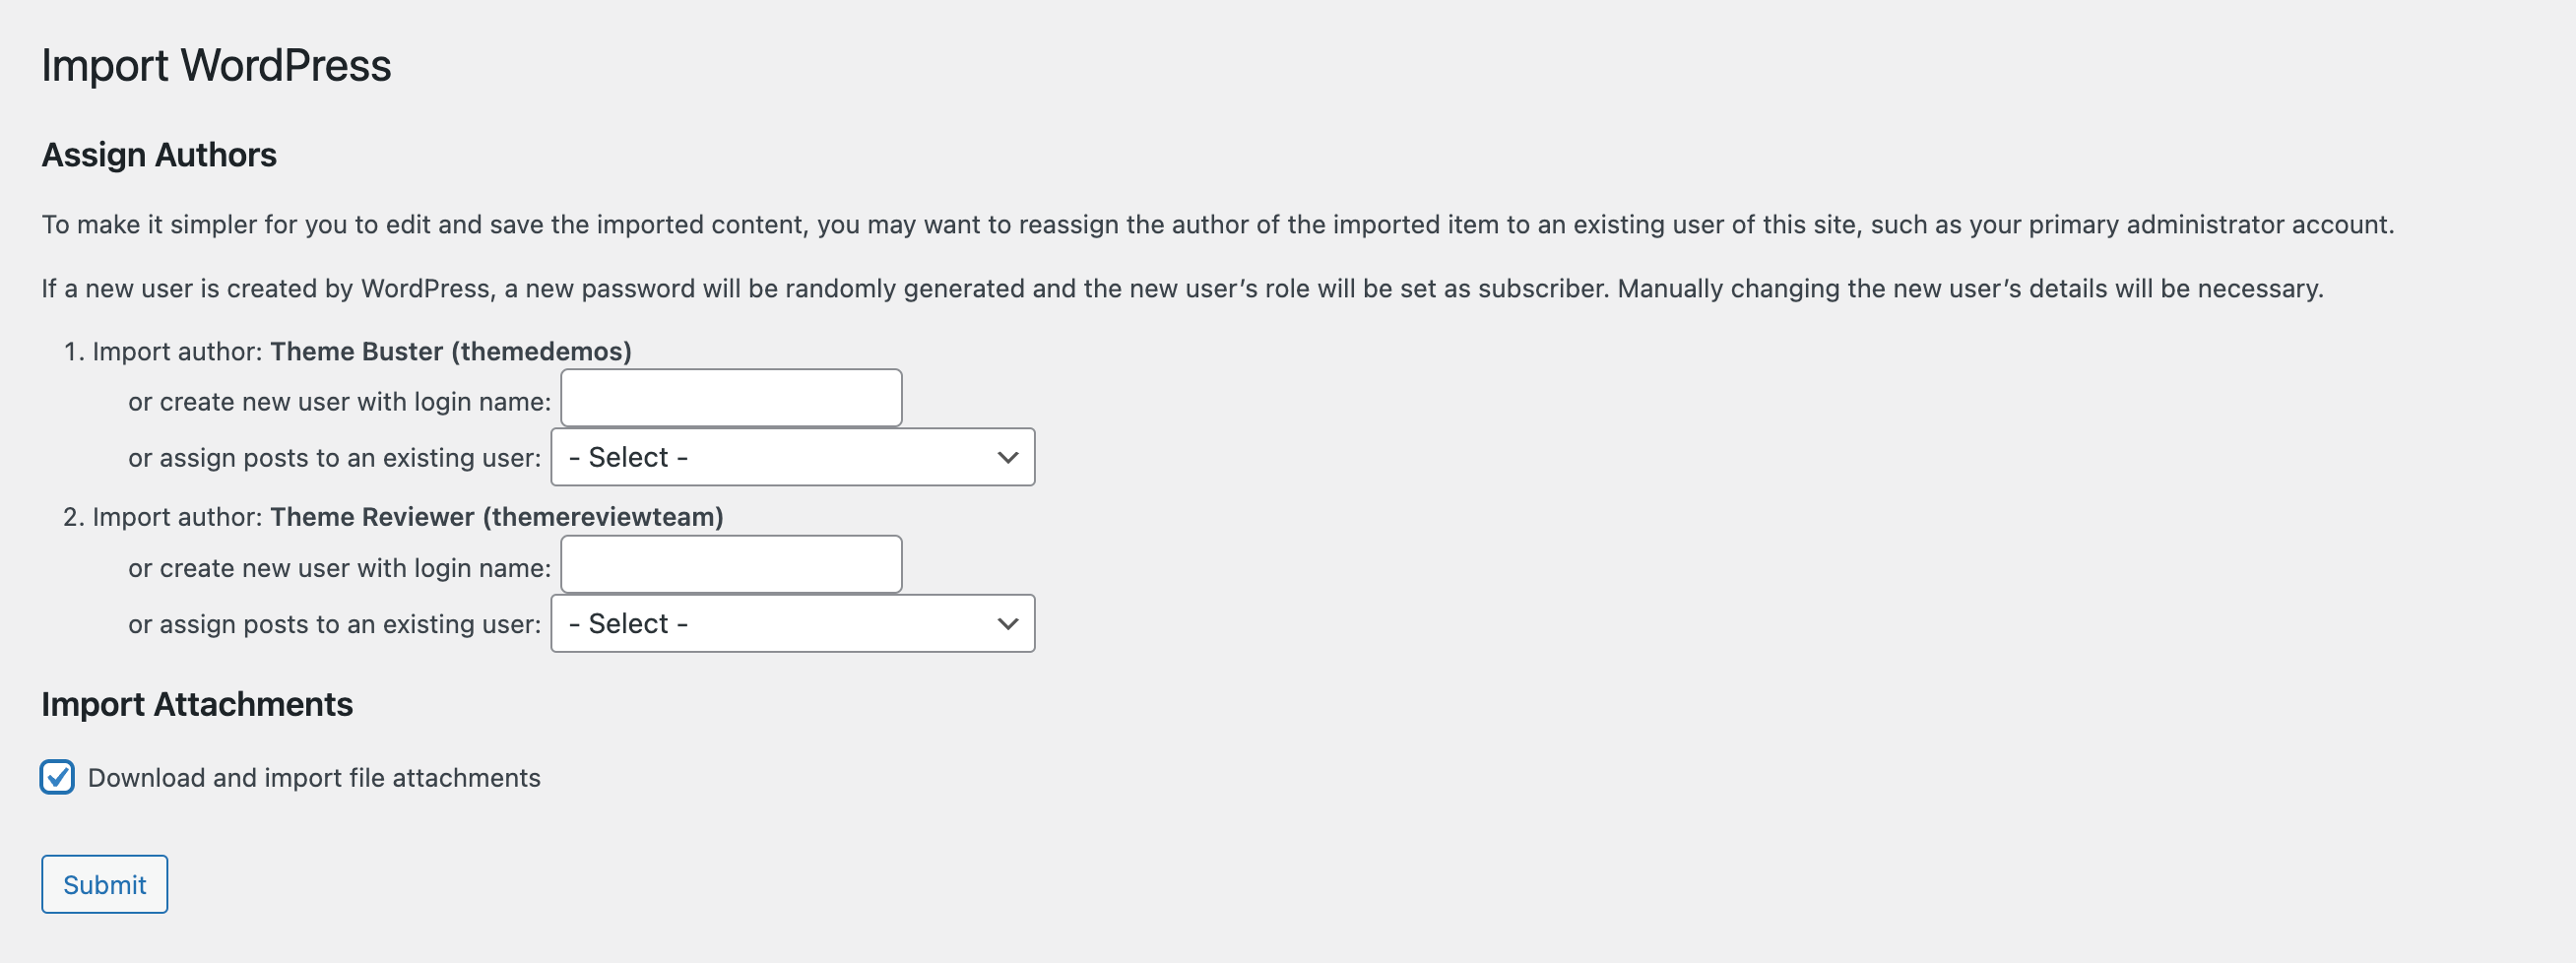 Import WordPress
Assign Authors
To make it simpler for you to edit and save the imported content, you may want to reassign the author of the imported item to an existing user of this site, such as your primary administrator account.
If a new user is created by WordPress, a new password will be randomly generated and the new user’s role will be set as subscriber. Manually changing the new user’s details will be necessary.
1. Import author: Theme Buster (themedemos)
or create new user with login name:
or assign posts to an existing user: - Select -
2. Import author: Theme Reviewer (themereviewteam)
or create new user with login name:
or assign posts to an existing user: - Select -
Import Attachments
Download and import file attachments
Submit